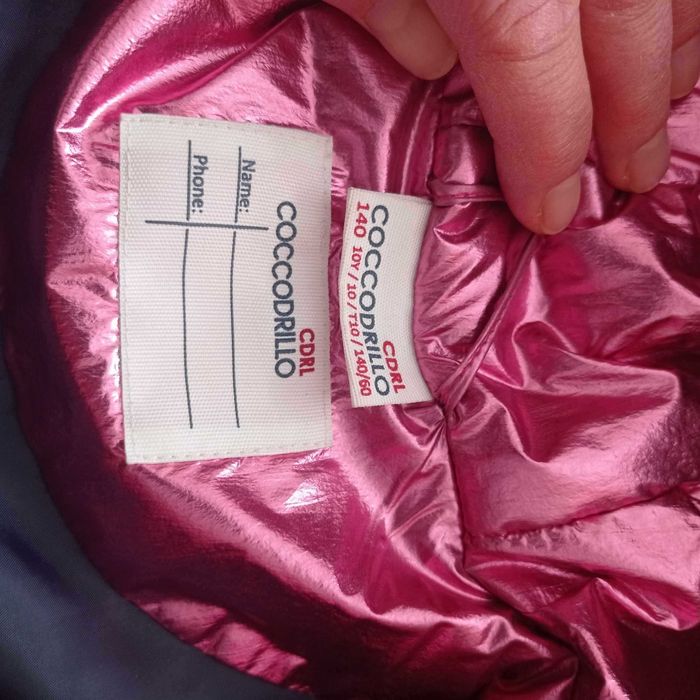 CDRL
COCCODRILLO
Name:
Phone:
CDRL
COCCODRILLO
140 10Y / 10 / T10 / 140/60